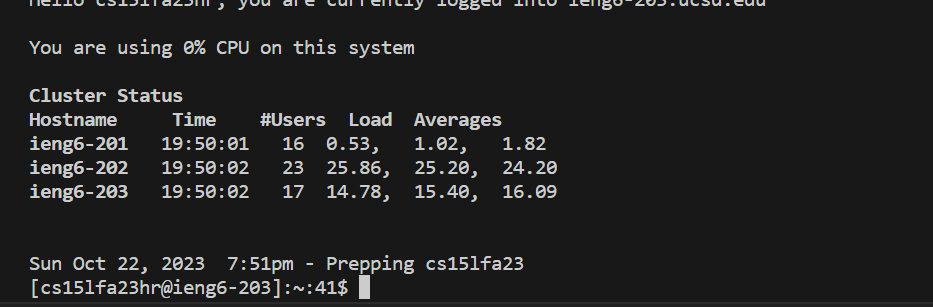 Hello cs15lfa23hr, you are currently logged into ieng6-203.ucsd.edu
You are using 0% CPU on this system
Cluster Status
Hostname     Time    #Users  Load  Averages
ieng6-201   19:50:01   16  0.53,   1.02,   1.82
ieng6-202   19:50:02   23  25.86,  25.20,  24.20
ieng6-203   19:50:02   17  14.78,  15.40,  16.09
Sun Oct 22, 2023  7:51pm - Prepping cs15lfa23
[cs15lfa23hr@ieng6-203]:~:41$